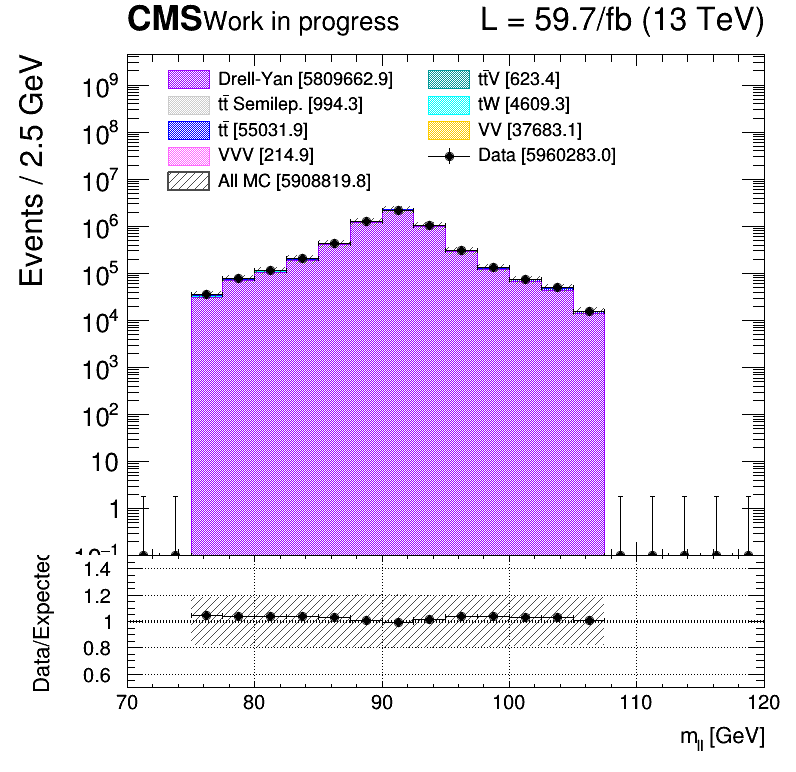 CMS Work in progress L = 59.7/fb (13 TeV)
Events / 2.5 GeV
10⁹
10⁸
10⁷
10⁶
10⁵
10⁴
10³
10²
10
1
10⁻¹
Drell-Yan [5809662.9]
tt̄ Semilep. [994.3]
tt̄ [55031.9]
VVV [214.9]
All MC [5908819.8]
tt̄V [623.4]
tW [4609.3]
VV [37683.1]
Data [5960283.0]
Data/Expected
1.4
1.2
1
0.8
0.6
70 80 90 100 110 120
m_ll [GeV]